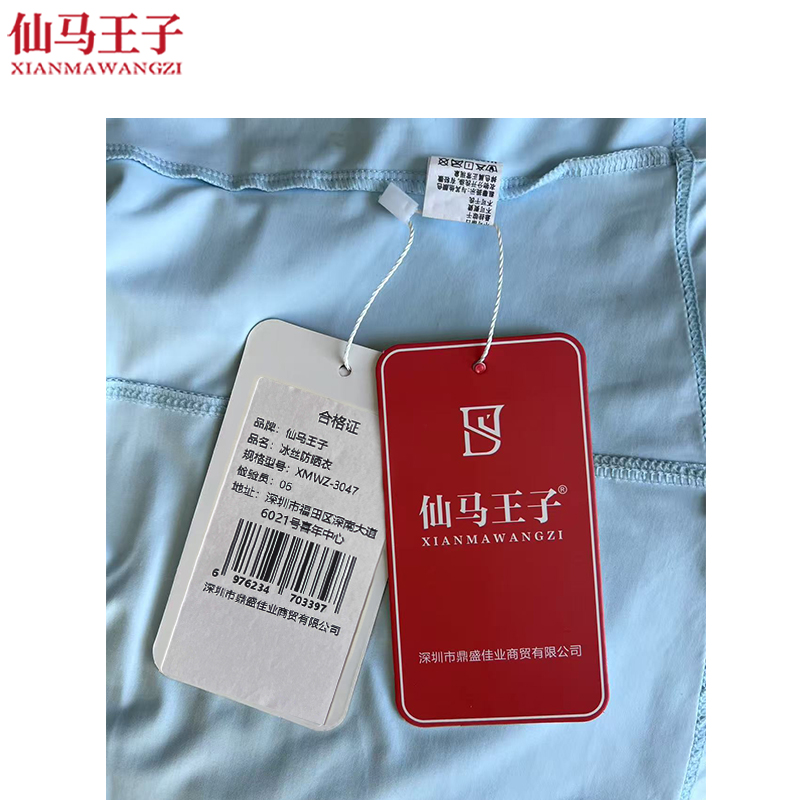 仙马王子
XIANMAWANGZI
合格证
品牌：仙马王子
品名：冰丝防晒衣
规格型号：XMWZ-3047
检验员：06
地址：深圳市福田区深南大道
6021号喜年中心
6 976234 703397
深圳市鼎盛佳业商贸有限公司
仙马王子®
XIANMAWANGZI
深圳市鼎盛佳业商贸有限公司